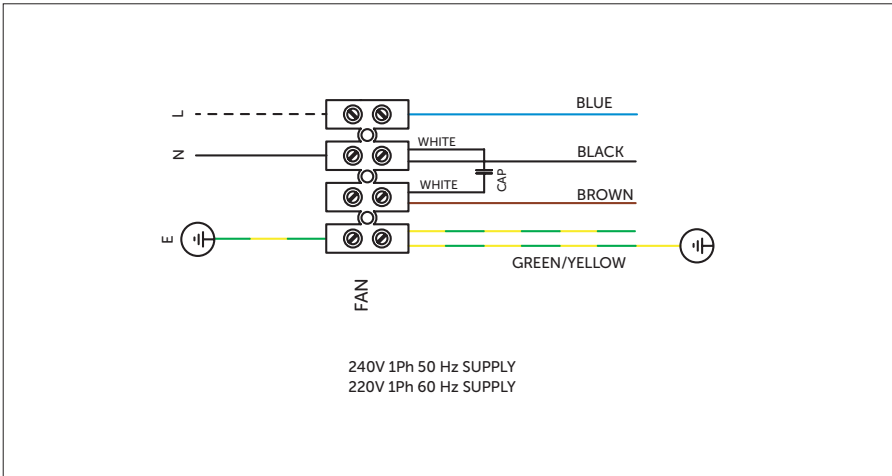 L
BLUE
WHITE
N
BLACK
CAP
WHITE
BROWN
E
GREEN/YELLOW
FAN
240V 1Ph 50 Hz SUPPLY
220V 1Ph 60 Hz SUPPLY